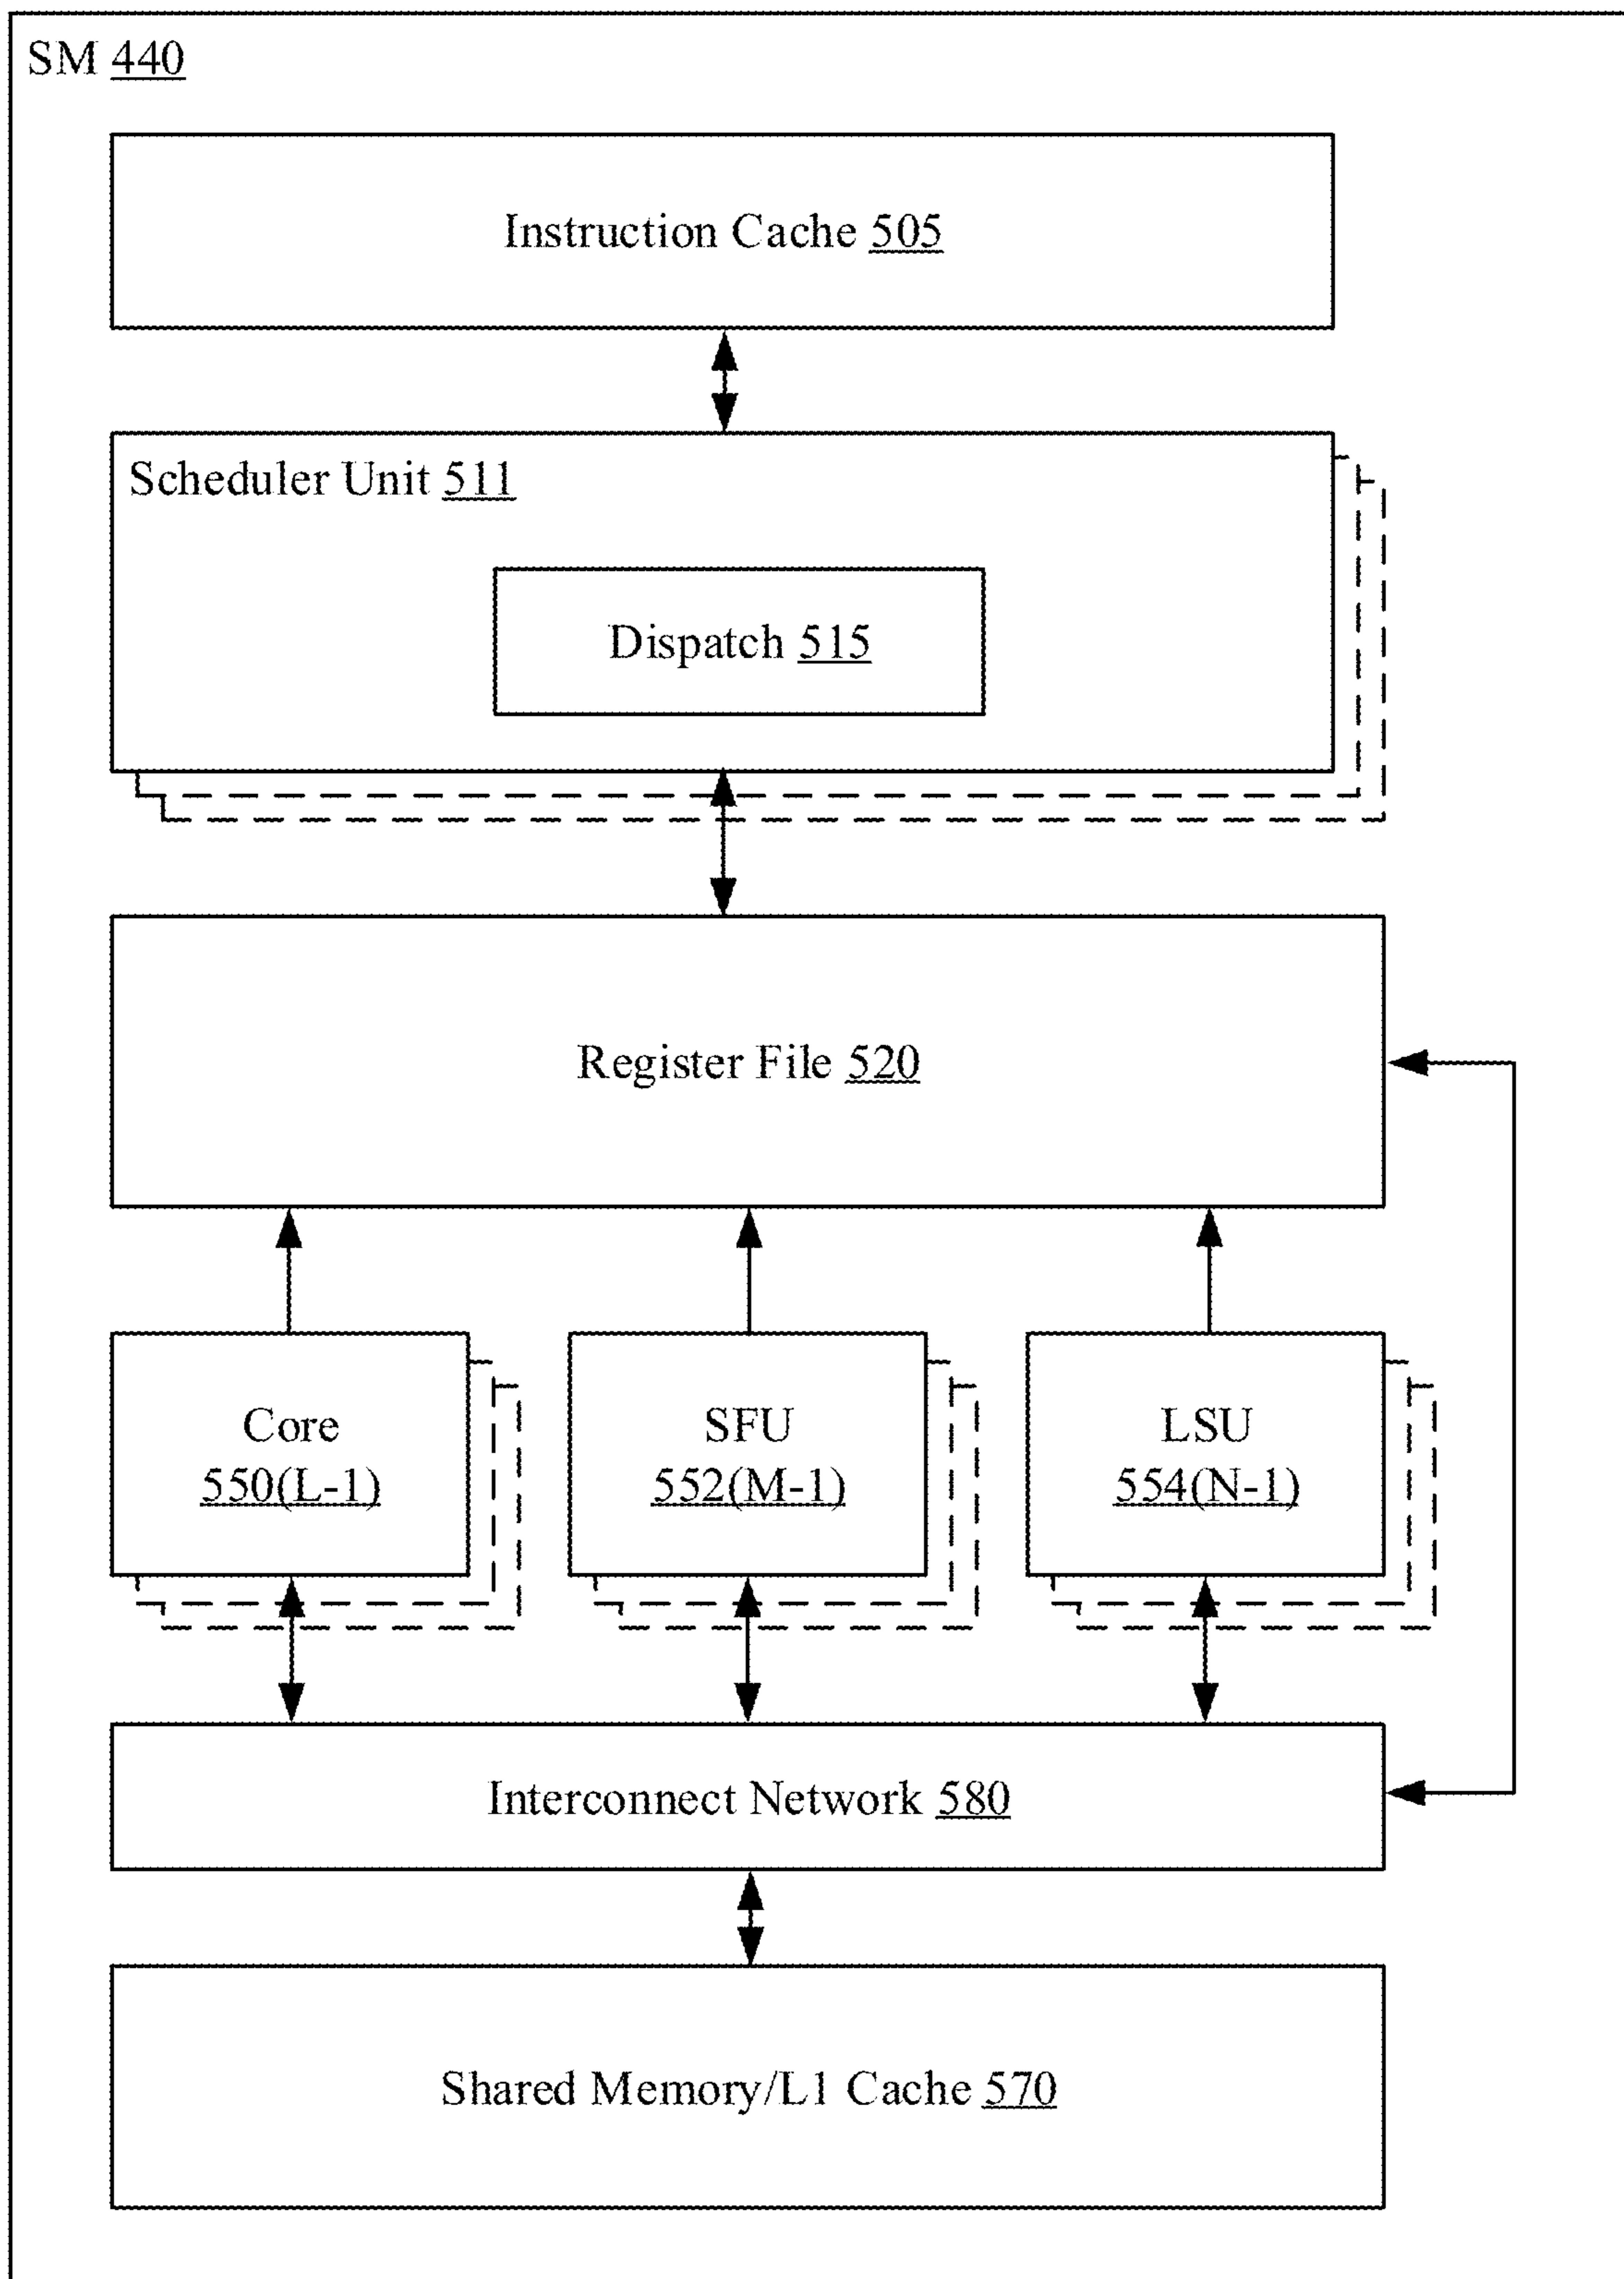 SM 440
Instruction Cache 505
Scheduler Unit 511
Dispatch 515
Register File 520
Core
550(L-1)
SFU
552(M-1)
LSU
554(N-1)
Interconnect Network 580
Shared Memory/L1 Cache 570